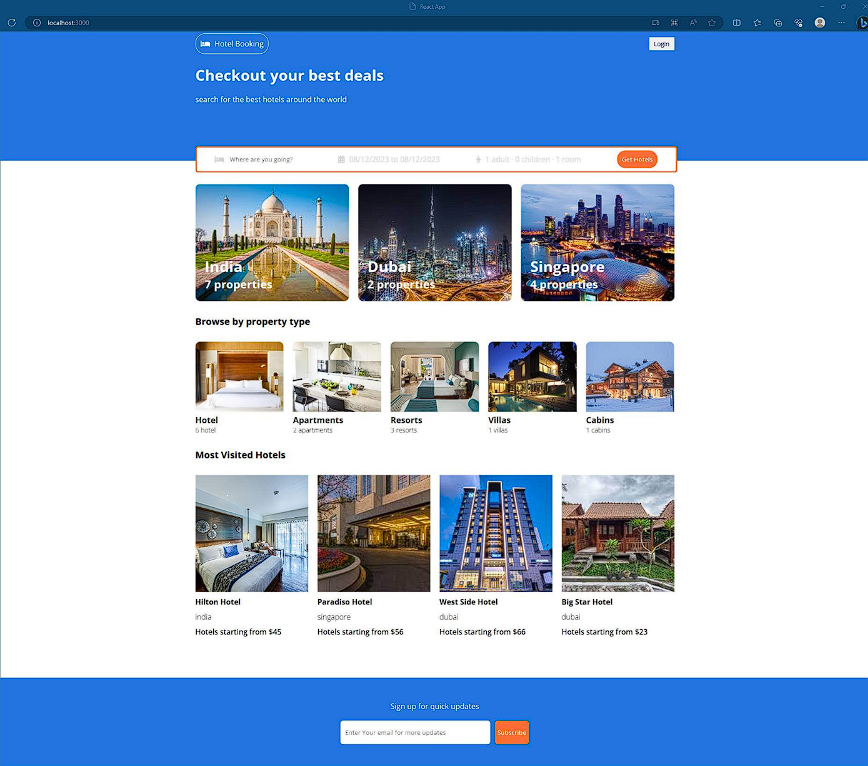 React App
localhost:3000
Hotel Booking
Login
Checkout your best deals
search for the best hotels around the world
Where are you going?
08/12/2023 to 08/12/2023
1 adult · 0 children · 1 room
Get Hotels
India
7 properties
Dubai
2 properties
Singapore
4 properties
Browse by property type
Hotel
6 hotel
Apartments
2 apartments
Resorts
3 resorts
Villas
1 villas
Cabins
1 cabins
Most Visited Hotels
Hilton Hotel
india
Hotels starting from $45
Paradiso Hotel
singapore
Hotels starting from $56
West Side Hotel
dubai
Hotels starting from $66
Big Star Hotel
dubai
Hotels starting from $23
Sign up for quick updates
Enter Your email for more updates
Subscribe